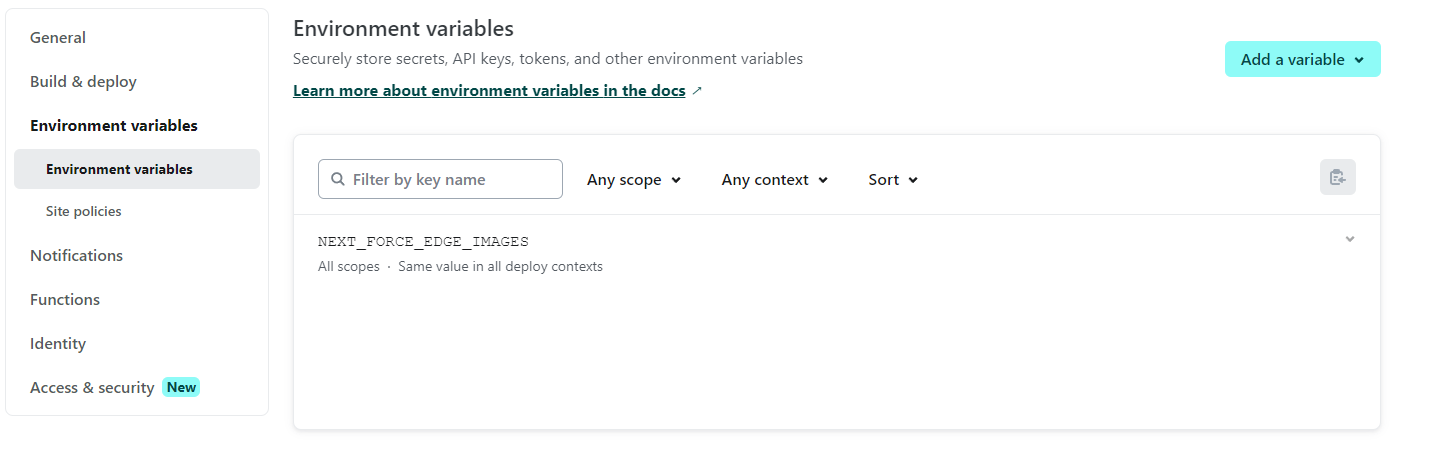 General
Build & deploy
Environment variables
Environment variables
Site policies
Notifications
Functions
Identity
Access & security New
Environment variables
Securely store secrets, API keys, tokens, and other environment variables
Learn more about environment variables in the docs ↗
Add a variable
Filter by key name
Any scope
Any context
Sort
NEXT_FORCE_EDGE_IMAGES
All scopes · Same value in all deploy contexts